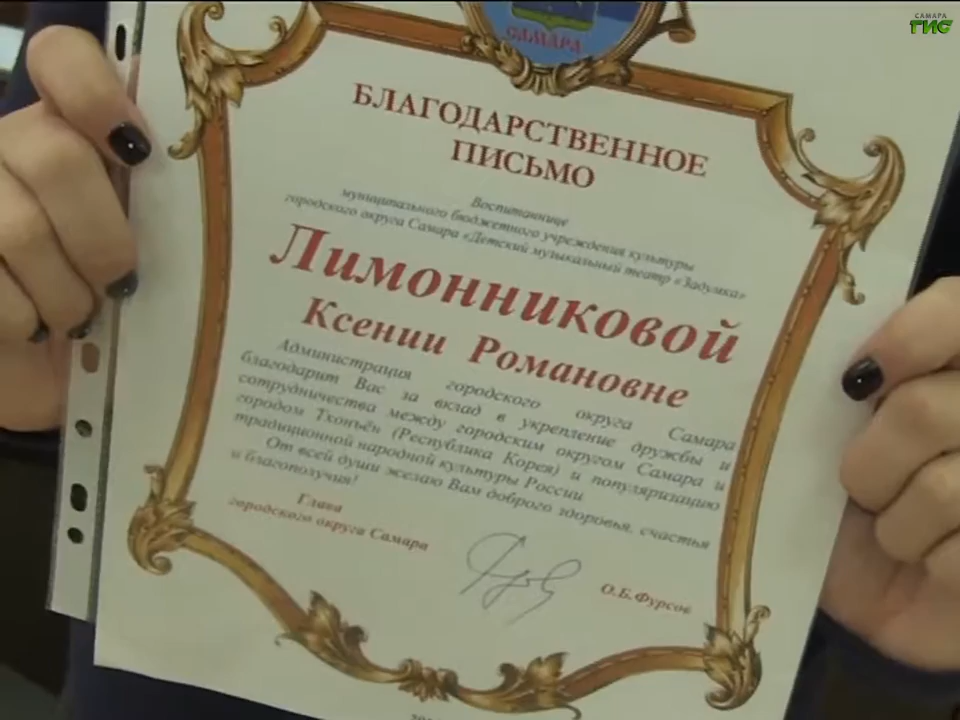 САМАРА
ГИС
САМАРА
БЛАГОДАРСТВЕННОЕ
ПИСЬМО
Воспитаннице
муниципального бюджетного учреждения культуры
городского округа Самара «Детский музыкальный театр «Задумка»
Лимонниковой
Ксении Романовне
Администрация городского округа Самара
благодарит Вас за вклад в укрепление дружбы и
сотрудничества между городским округом Самара и
городом Тхонъён (Республика Корея) и популяризацию
традиционной народной культуры России
От всей души желаю Вам доброго здоровья, счастья
и благополучия!
Глава
городского округа Самара
О.Б.Фурсов